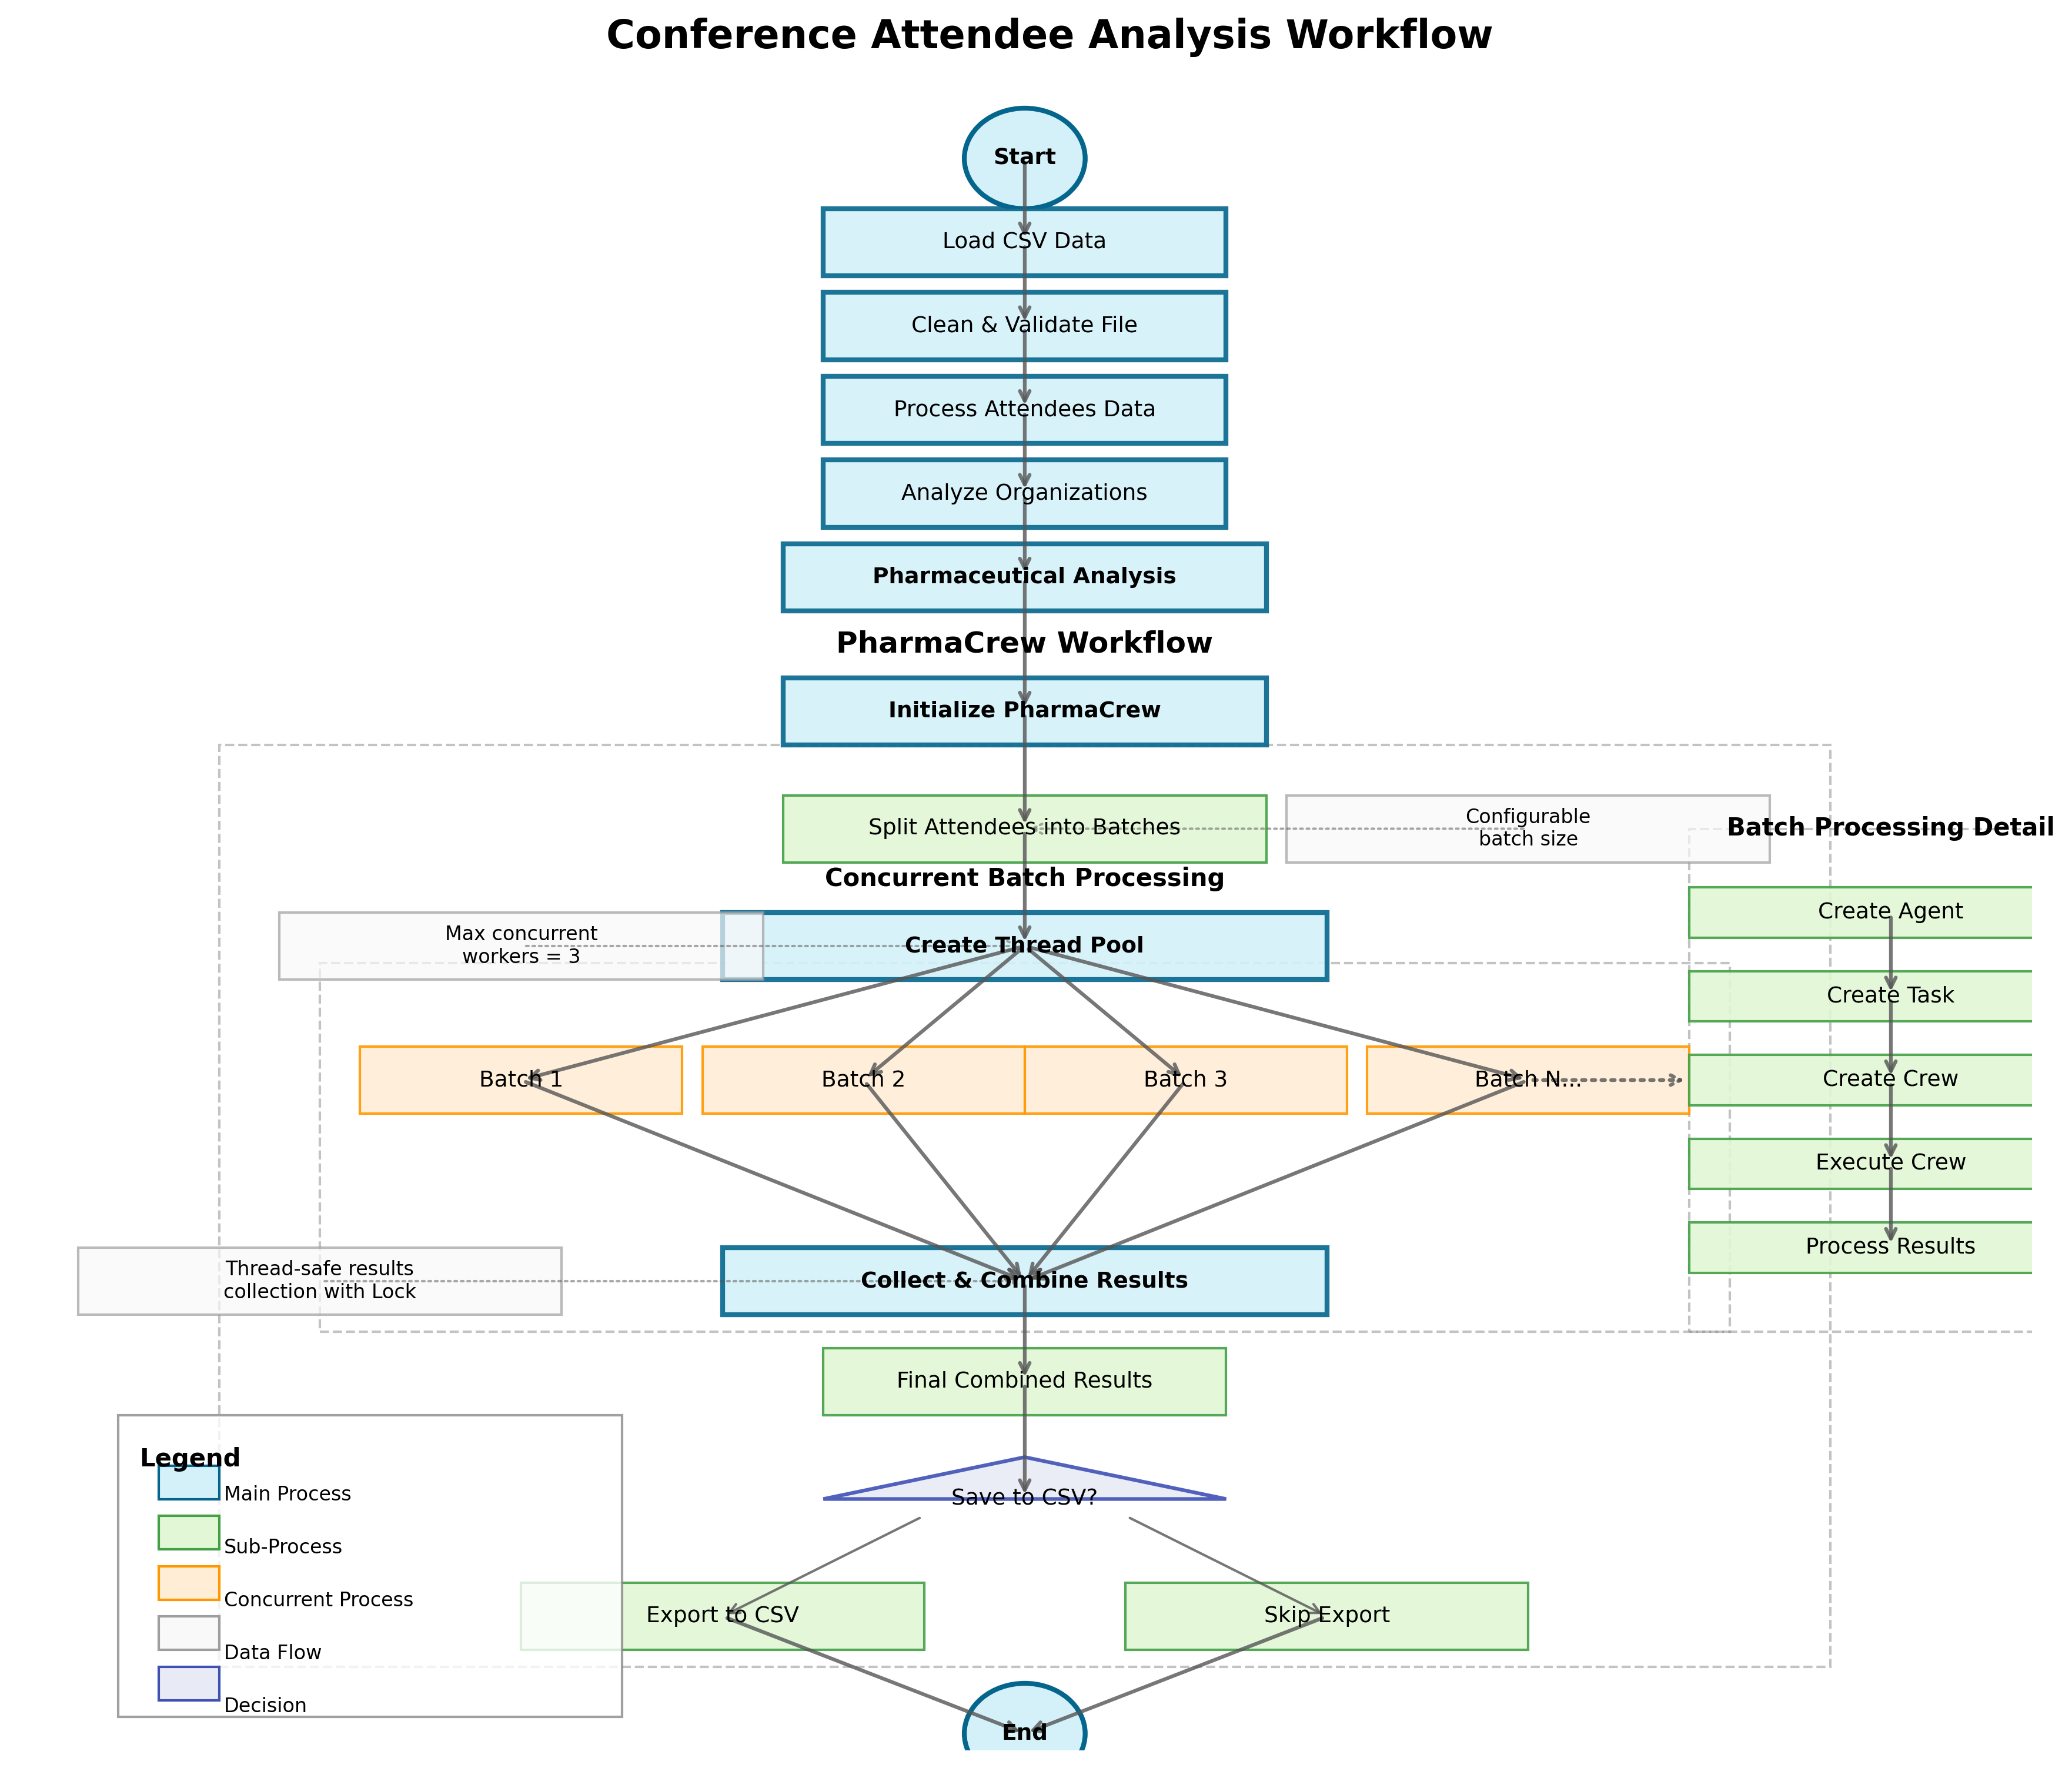 Conference Attendee Analysis Workflow
Start
Load CSV Data
Clean & Validate File
Process Attendees Data
Analyze Organizations
Pharmaceutical Analysis
PharmaCrew Workflow
Initialize PharmaCrew
Split Attendees into Batches
Configurable
batch size
Batch Processing Detail
Concurrent Batch Processing
Create Agent
Max concurrent
workers = 3
Create Thread Pool
Create Task
Batch 1
Batch 2
Batch 3
Batch N...
Create Crew
Execute Crew
Process Results
Thread-safe results
collection with Lock
Collect & Combine Results
Final Combined Results
Legend
Main Process
Sub-Process
Concurrent Process
Data Flow
Decision
Save to CSV?
Export to CSV
Skip Export
End